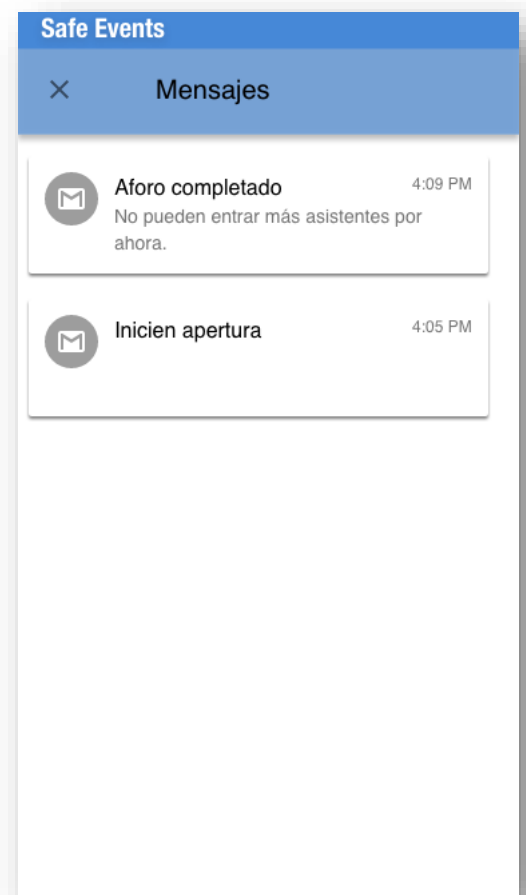 Safe Events
Mensajes
Aforo completado 4:09 PM
No pueden entrar más asistentes por
ahora.
Inicien apertura 4:05 PM